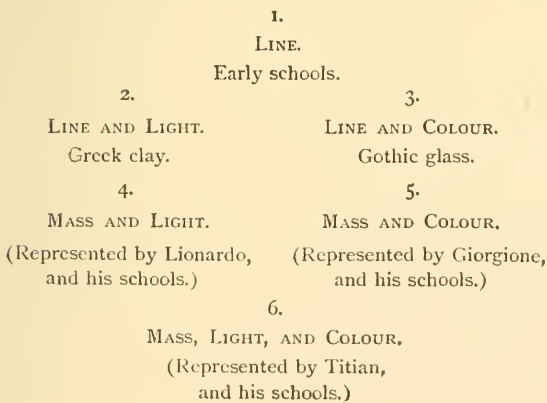 1.
LINE.
Early schools.
2.
LINE AND LIGHT.
Greek clay.
3.
LINE AND COLOUR.
Gothic glass.
4.
MASS AND LIGHT.
(Represented by Lionardo,
and his schools.)
5.
MASS AND COLOUR.
(Represented by Giorgione,
and his schools.)
6.
MASS, LIGHT, AND COLOUR.
(Represented by Titian,
and his schools.)